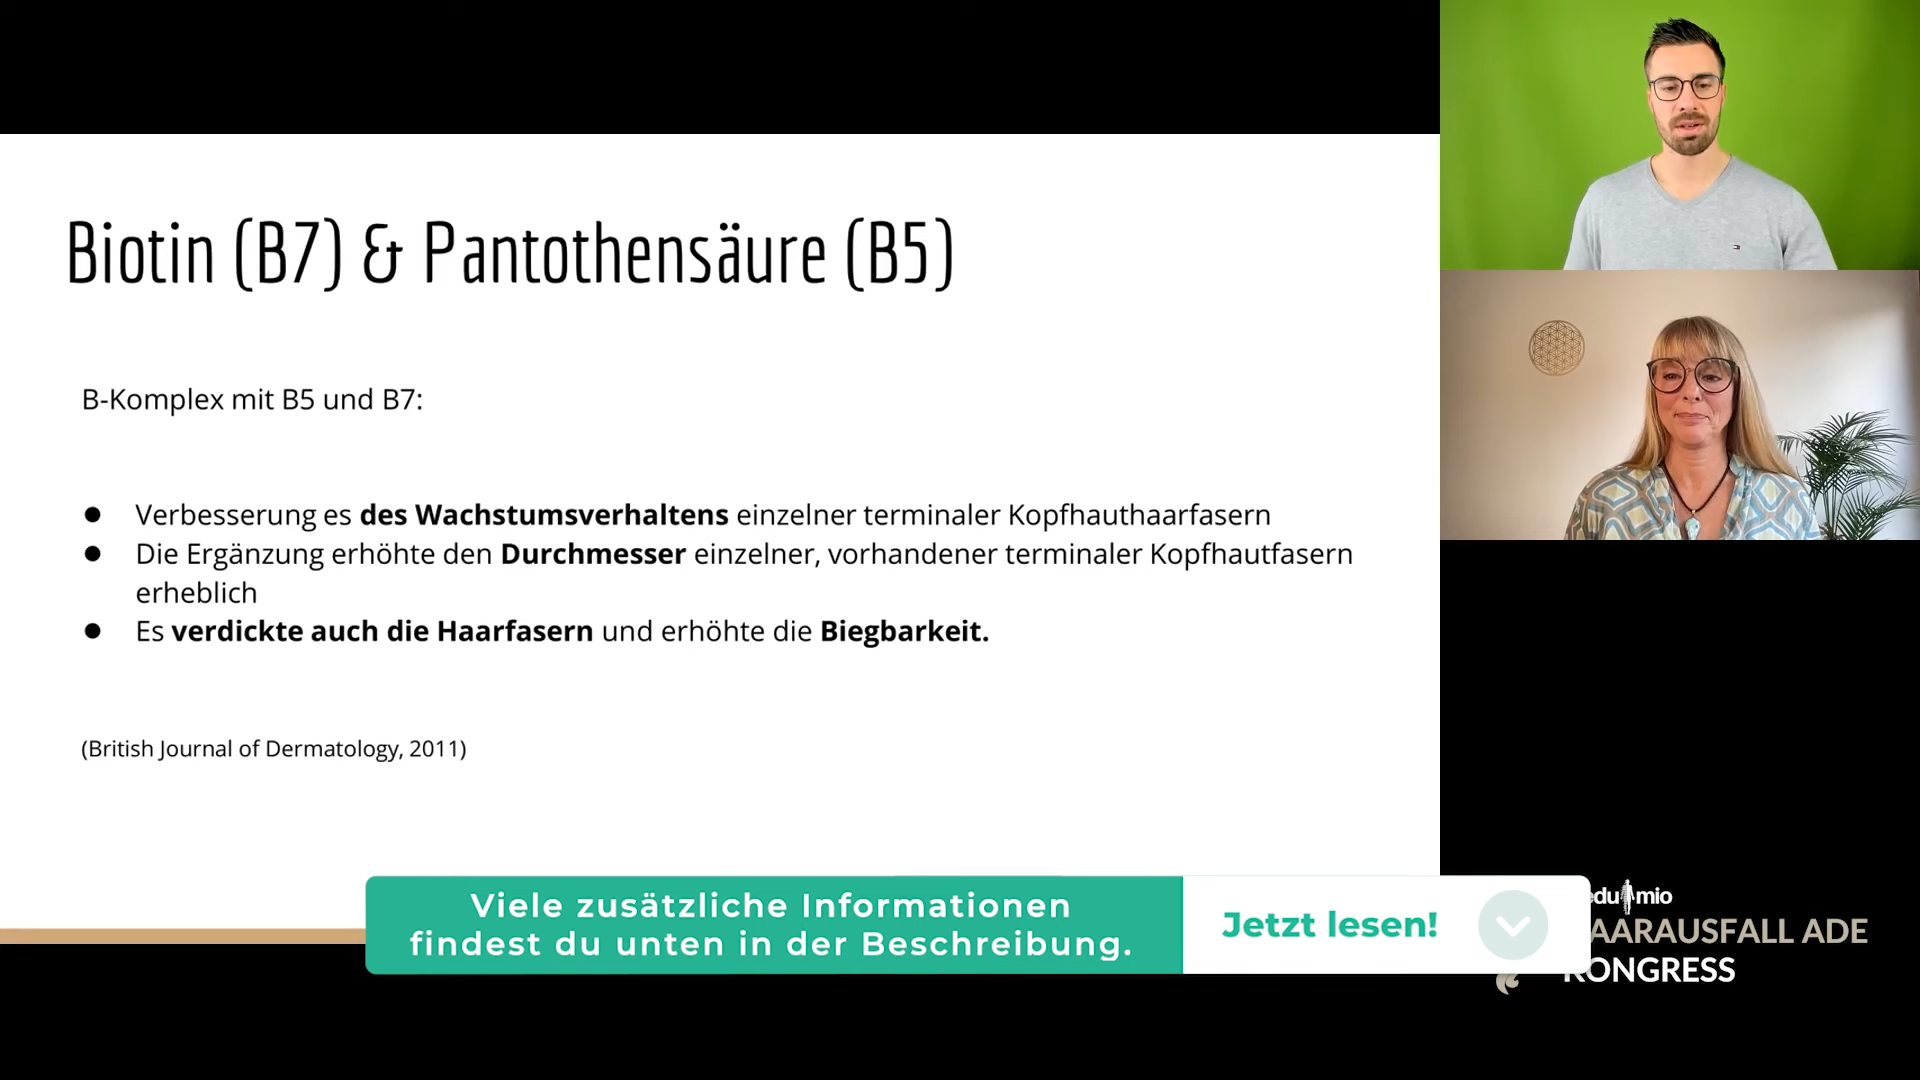 Biotin (B7) & Pantothensäure (B5)
B-Komplex mit B5 und B7:
● Verbesserung es des Wachstumsverhaltens einzelner terminaler Kopfhauthaarfasern
● Die Ergänzung erhöhte den Durchmesser einzelner, vorhandener terminaler Kopfhautfasern
erheblich
● Es verdickte auch die Haarfasern und erhöhte die Biegbarkeit.
(British Journal of Dermatology, 2011)
Viele zusätzliche Informationen
findest du unten in der Beschreibung.
Jetzt lesen!
edu mio
AARAUSFALL ADE
KONGRESS